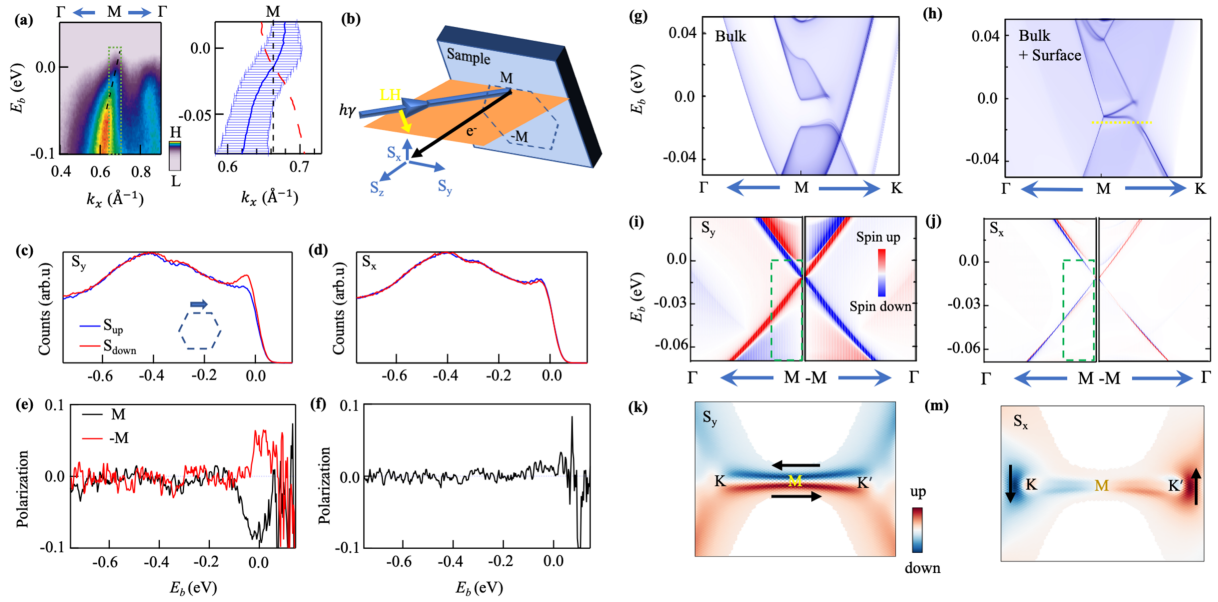 Γ M Γ
(a)
0.0
-0.1
E_b (eV)
H
L
0.4 0.6 0.8
k_x (Å⁻¹)
M
0.0
-0.05
0.6 0.7
k_x (Å⁻¹)
(b)
Sample
M
-M
LH
hγ
e⁻
S_x
S_z
S_y
(c)
S_y
Counts (arb.u)
S_up
S_down
-0.6 -0.4 -0.2 0.0
(d)
S_x
-0.6 -0.4 -0.2 0.0
(e)
0.1
0.0
-0.1
Polarization
M
-M
-0.6 -0.4 -0.2 0.0
E_b (eV)
(f)
0.1
0.0
-0.1
Polarization
-0.6 -0.4 -0.2 0.0
E_b (eV)
(g)
Bulk
0.04
0.0
-0.04
E_b (eV)
Γ M K
(h)
Bulk
+ Surface
0.04
0.0
-0.04
Γ M K
(i)
S_y
Spin up
Spin down
0.0
-0.03
-0.06
E_b (eV)
Γ M -M Γ
(j)
S_x
0.0
-0.03
-0.06
Γ M -M Γ
(k)
S_y
K M K′
up
down
(m)
S_x
K M K′